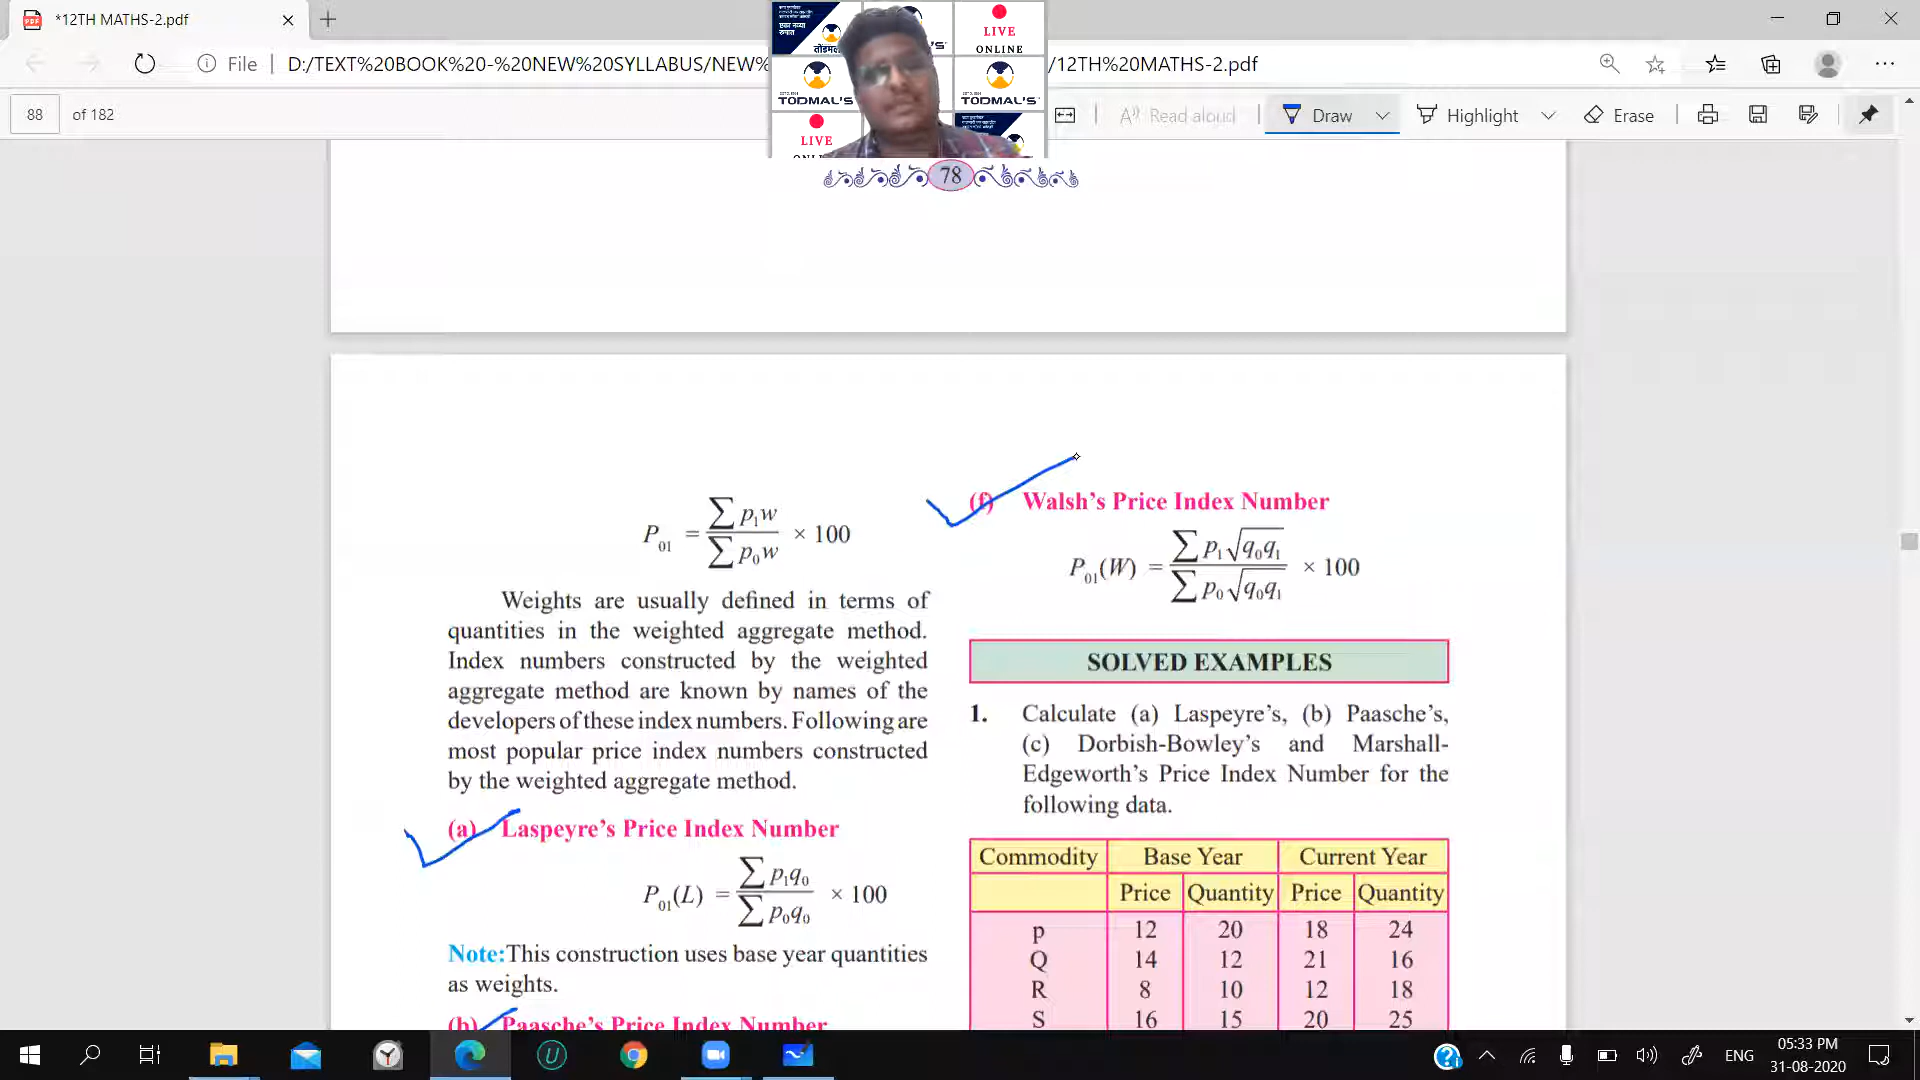 *12TH MATHS-2.pdf
File
D:/TEXT%20BOOK%20-%20NEW%20SYLLABUS/NEW%
/12TH%20MATHS-2.pdf
88 of 182
Read aloud
Draw
Highlight
Erase
एका नव्या
LIVE
ONLINE
TODMAL'S
TODMAL'S
LIVE
78
P01 = ∑ p1w / ∑ p0w × 100
Weights are usually defined in terms of
quantities in the weighted aggregate method.
Index numbers constructed by the weighted
aggregate method are known by names of the
developers of these index numbers. Following are
most popular price index numbers constructed
by the weighted aggregate method.
(a) Laspeyre's Price Index Number
P01(L) = ∑ p1q0 / ∑ p0q0 × 100
Note:This construction uses base year quantities
as weights.
(b) Paasche's Price Index Number
(f) Walsh's Price Index Number
P01(W) = ∑ p1√q0q1 / ∑ p0√q0q1 × 100
SOLVED EXAMPLES
1. Calculate (a) Laspeyre's, (b) Paasche's,
(c) Dorbish-Bowley's and Marshall-
Edgeworth's Price Index Number for the
following data.
Commodity Base Year Current Year
Price Quantity Price Quantity
p 12 20 18 24
Q 14 12 21 16
R 8 10 12 18
S 16 15 20 25
ENG
05:33 PM
31-08-2020